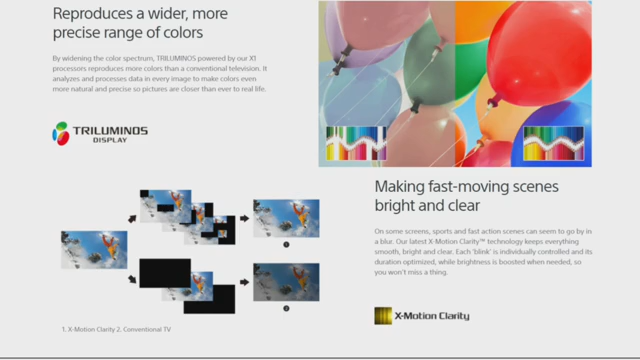 Reproduces a wider, more
precise range of colors
By widening the color spectrum, TRILUMINOS powered by our X1
processors reproduces more colors than a conventional television. It
analyzes and processes data in every image to make colors even
more natural and precise so pictures are closer than ever to real life.
TRILUMINOS
DISPLAY
Making fast-moving scenes
bright and clear
On some screens, sports and fast action scenes can seem to go by in
a blur. Our latest X-Motion Clarity™ technology keeps everything
smooth, bright and clear. Each 'blink' is individually controlled and its
duration optimized, while brightness is boosted when needed, so
you won't miss a thing.
X-Motion Clarity
1. X-Motion Clarity 2. Conventional TV